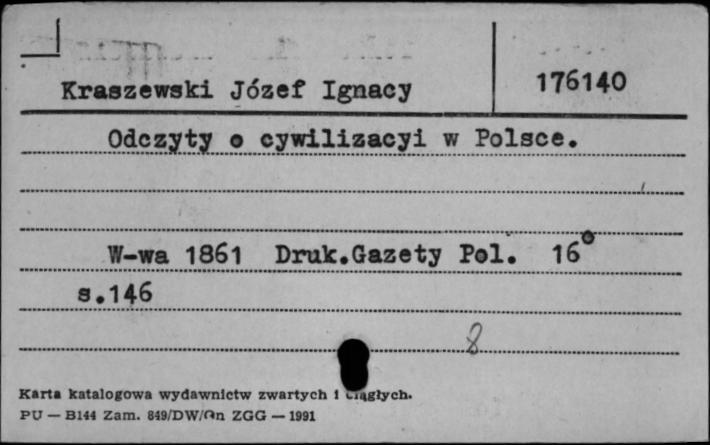 Kraszewski Józef Ignacy
176140
Odczyty o cywilizacyi w Polsce.
W-wa 1861 Druk.Gazety Pol. 16°
s.146
8
Karta katalogowa wydawnictw zwartych i ciągłych.
PU — B144 Zam. 849/DW/On ZGG — 1991